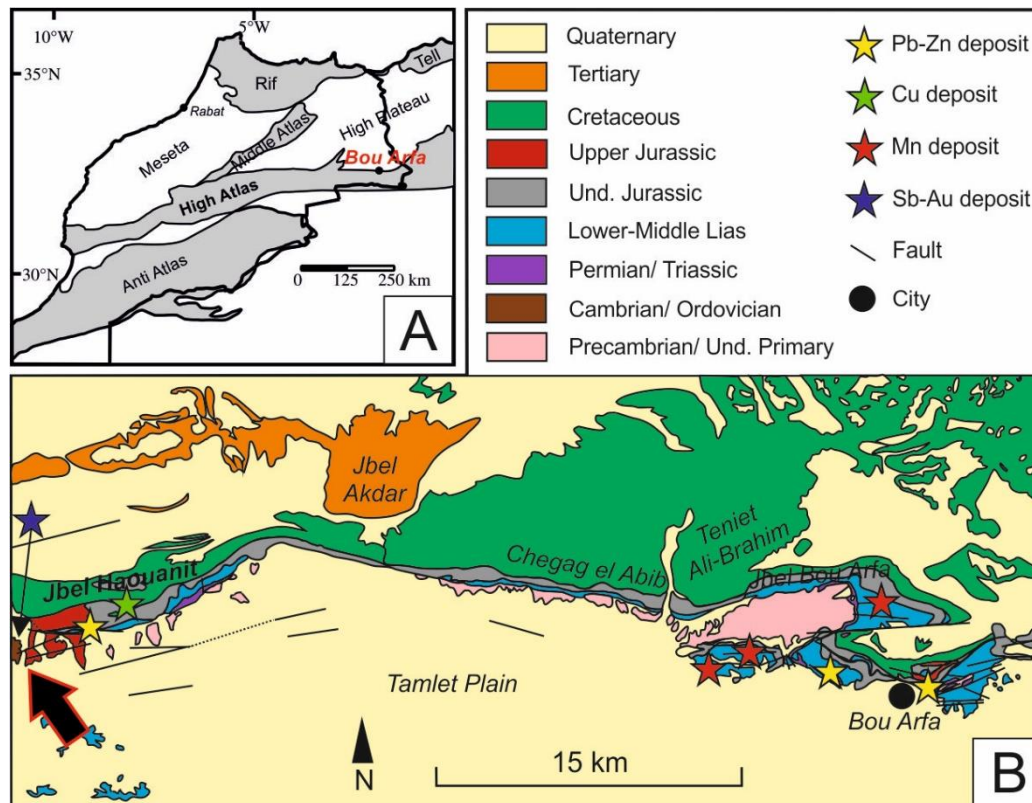 10°W
5°W
35°N
30°N
Rif
Tell
Rabat
Meseta
Middle Atlas
High Plateau
Bou Arfa
High Atlas
Anti Atlas
0 125 250
km
A
Quaternary
Tertiary
Cretaceous
Upper Jurassic
Und. Jurassic
Lower-Middle Lias
Permian/ Triassic
Cambrian/ Ordovician
Precambrian/ Und. Primary
Pb-Zn deposit
Cu deposit
Mn deposit
Sb-Au deposit
Fault
City
Jbel
Akdar
Jbel Haouanit
Chegag el Abib
Teniet
Ali-Brahim
Jbel Bou Arfa
Tamlet Plain
Bou Arfa
N
15 km
B